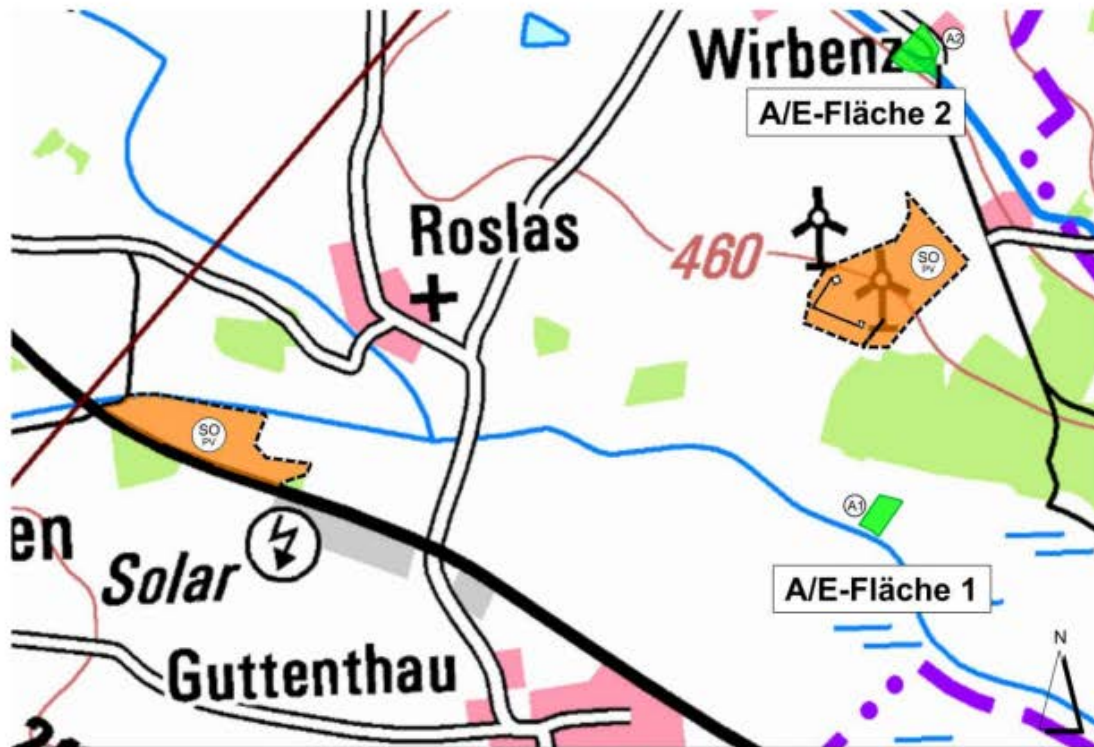 Wirbenz
A2
A/E-Fläche 2
Roslas
460
SO
PV
SO
PV
A1
en
Solar
A/E-Fläche 1
N
Guttenthau